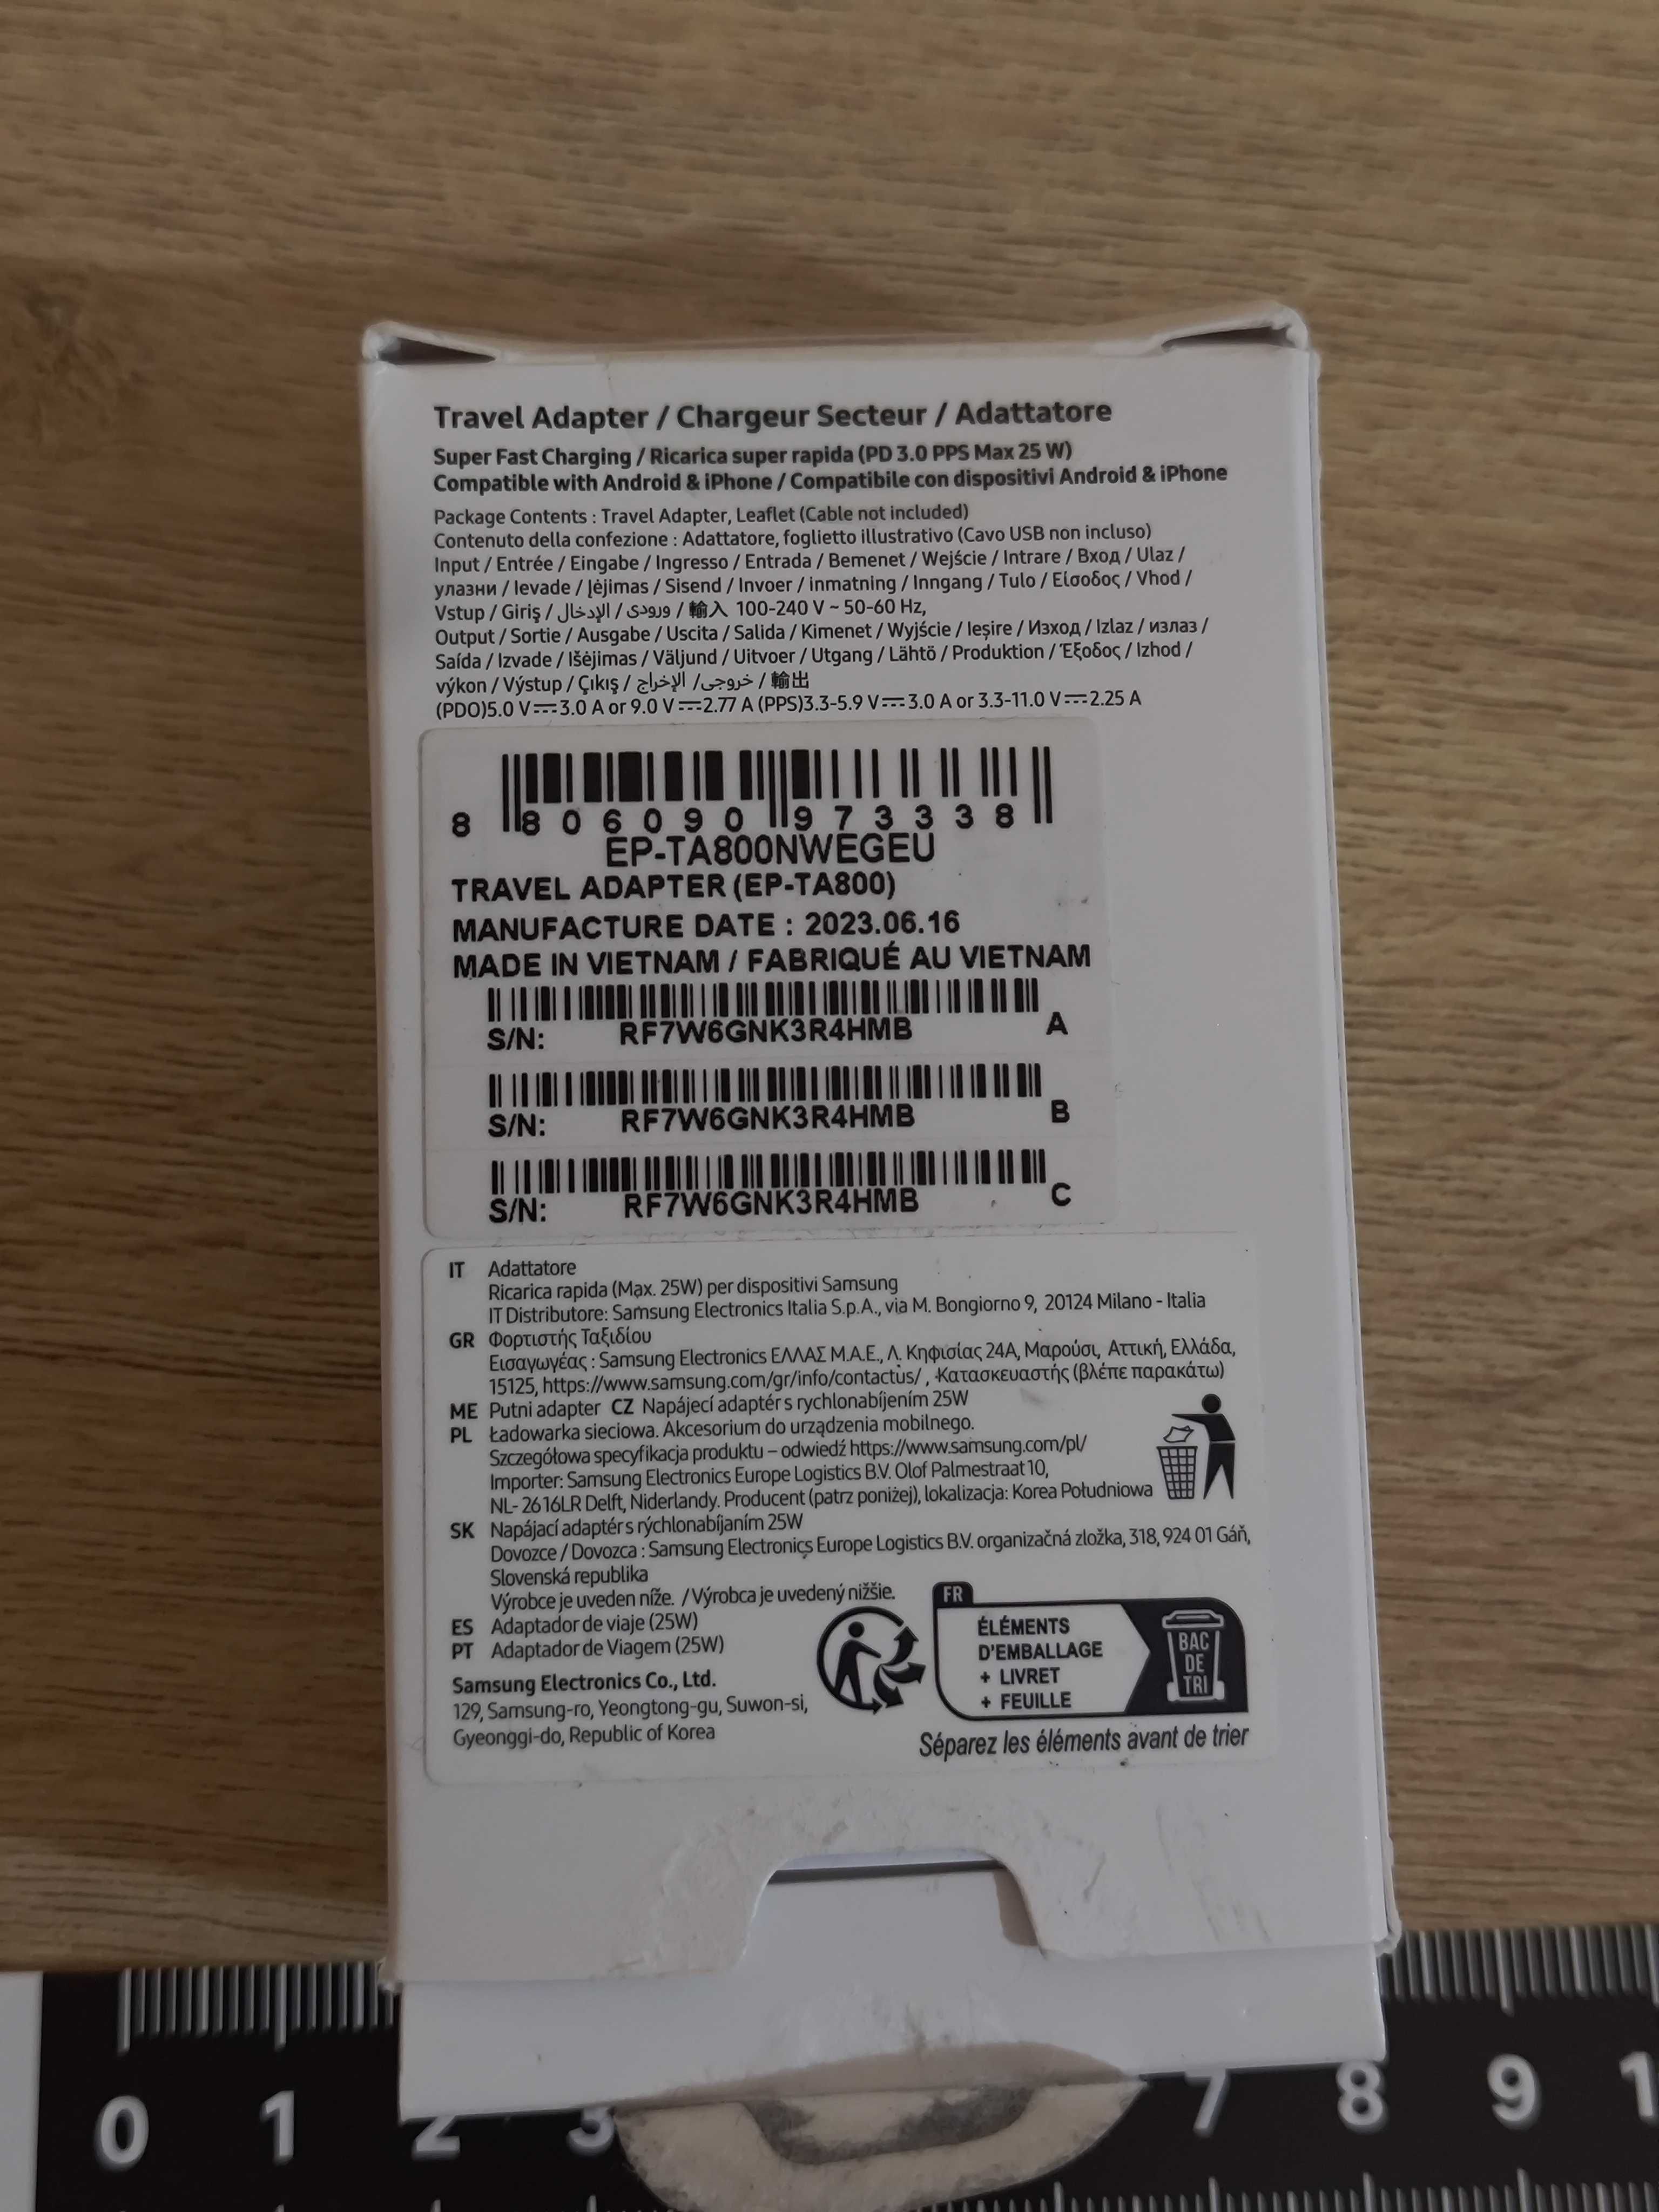 Travel Adapter / Chargeur Secteur / Adattatore
Super Fast Charging / Ricarica super rapida (PD 3.0 PPS Max 25 W)
Compatible with Android & iPhone / Compatibile con dispositivi Android & iPhone
Package Contents : Travel Adapter, Leaflet (Cable not included)
Contenuto della confezione : Adattatore, foglietto illustrativo (Cavo USB non incluso)
Input / Entrée / Eingabe / Ingresso / Entrada / Bemenet / Wejście / Intrare / Вход / Ulaz /
улазни / Ievade / Įėjimas / Sisend / Invoer / inmatning / Inngang / Tulo / Είσοδος / Vhod /
Vstup / Giriş / الإدخال / ورودی / 輸入 100-240 V ~ 50-60 Hz,
Output / Sortie / Ausgabe / Uscita / Salida / Kimenet / Wyjście / Ieșire / Изход / Izlaz / излаз /
Saída / Izvade / Išėjimas / Väljund / Uitvoer / Utgang / Lähtö / Produktion / Έξοδος / Izhod /
výkon / Výstup / Çıkış / خروجی/ الإخراج / 輸出
(PDO)5.0 V⎓3.0 A or 9.0 V⎓2.77 A (PPS)3.3-5.9 V⎓3.0 A or 3.3-11.0 V⎓2.25 A
8 806090 973338
EP-TA800NWEGEU
TRAVEL ADAPTER (EP-TA800)
MANUFACTURE DATE : 2023.06.16
MADE IN VIETNAM / FABRIQUÉ AU VIETNAM
S/N: RF7W6GNK3R4HMB A
S/N: RF7W6GNK3R4HMB B
S/N: RF7W6GNK3R4HMB C
IT Adattatore
Ricarica rapida (Max. 25W) per dispositivi Samsung
IT Distributore: Samsung Electronics Italia S.p.A., via M. Bongiorno 9, 20124 Milano - Italia
GR Φορτιστής Ταξιδίου
Εισαγωγέας : Samsung Electronics ΕΛΛΑΣ Μ.Α.Ε., Λ. Κηφισίας 24Α, Μαρούσι, Αττική, Ελλάδα,
15125, https://www.samsung.com/gr/info/contactus/ , Κατασκευαστής (βλέπε παρακάτω)
ME Putni adapter CZ Napájecí adaptér s rychlonabíjením 25W
PL Ładowarka sieciowa. Akcesorium do urządzenia mobilnego.
Szczegółowa specyfikacja produktu – odwiedź https://www.samsung.com/pl/
Importer: Samsung Electronics Europe Logistics B.V. Olof Palmestraat 10,
NL- 2616LR Delft, Niderlandy. Producent (patrz poniżej), lokalizacja: Korea Południowa
SK Napájací adaptér s rýchlonabíjaním 25W
Dovozce / Dovozca : Samsung Electronics Europe Logistics B.V. organizačná zložka, 318, 924 01 Gáň,
Slovenská republika
Výrobce je uveden níže. / Výrobca je uvedený nižšie.
ES Adaptador de viaje (25W)
PT Adaptador de Viagem (25W)
Samsung Electronics Co., Ltd.
129, Samsung-ro, Yeongtong-gu, Suwon-si,
Gyeonggi-do, Republic of Korea
FR
ÉLÉMENTS
D'EMBALLAGE
+ LIVRET
+ FEUILLE
BAC
DE
TRI
Séparez les éléments avant de trier
0 1 2 3 7 8 9 1